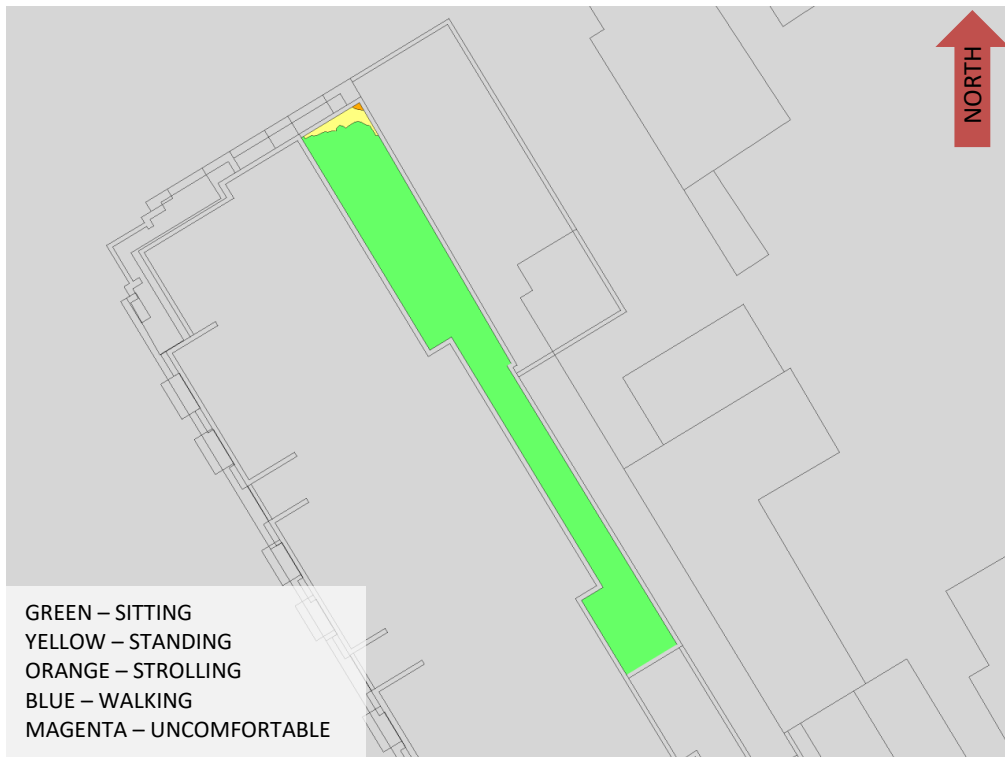 NORTH
GREEN – SITTING
YELLOW – STANDING
ORANGE – STROLLING
BLUE – WALKING
MAGENTA – UNCOMFORTABLE